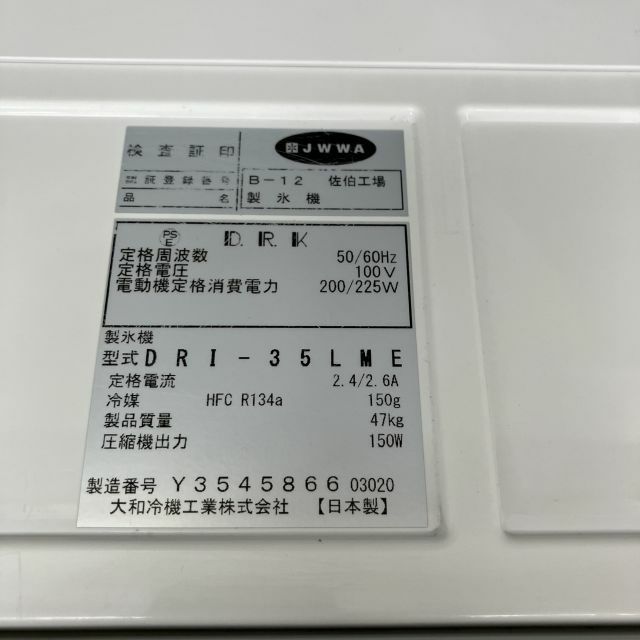 検査証印 JWWA
認証登録番号 B-12 佐伯工場
品名 製氷機
PS
E
D.R.K
定格周波数 50/60Hz
定格電圧 100V
電動機定格消費電力 200/225W
製氷機
型式 DRI-35LME
定格電流 2.4/2.6A
冷媒 HFC R134a 150g
製品質量 47kg
圧縮機出力 150W
製造番号 Y3545866 03020
大和冷機工業株式会社 【日本製】